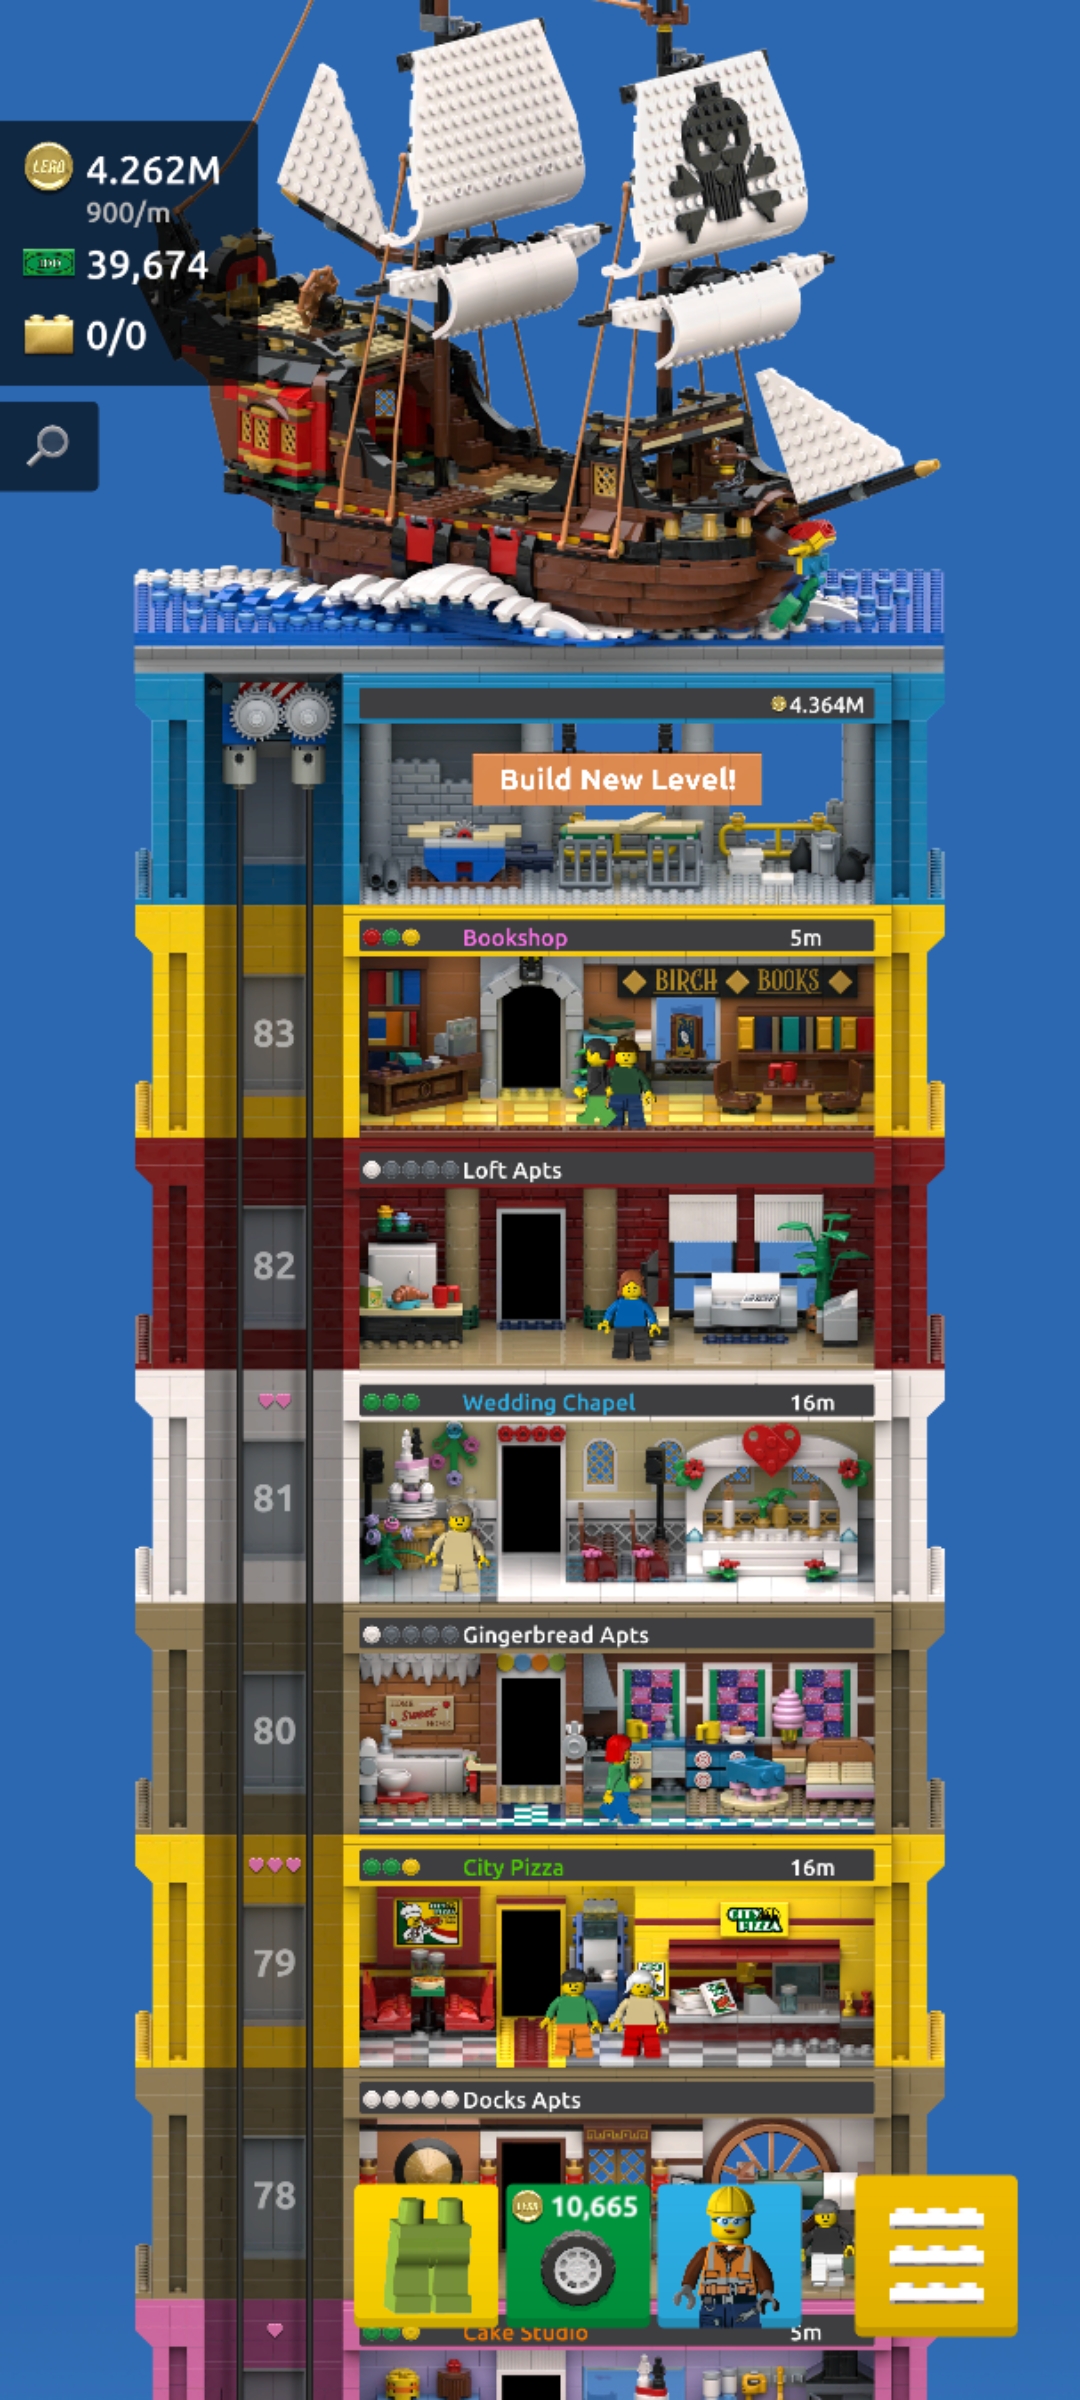 LEGO
4.262M
900/m
39,674
0/0
4.364M
Build New Level!
Bookshop
5m
BIRCH BOOKS
83
Loft Apts
82
Wedding Chapel
16m
81
Gingerbread Apts
Sweet
80
City Pizza
16m
CITY
PIZZA
79
Docks Apts
78
10,665
Cake Studio
5m